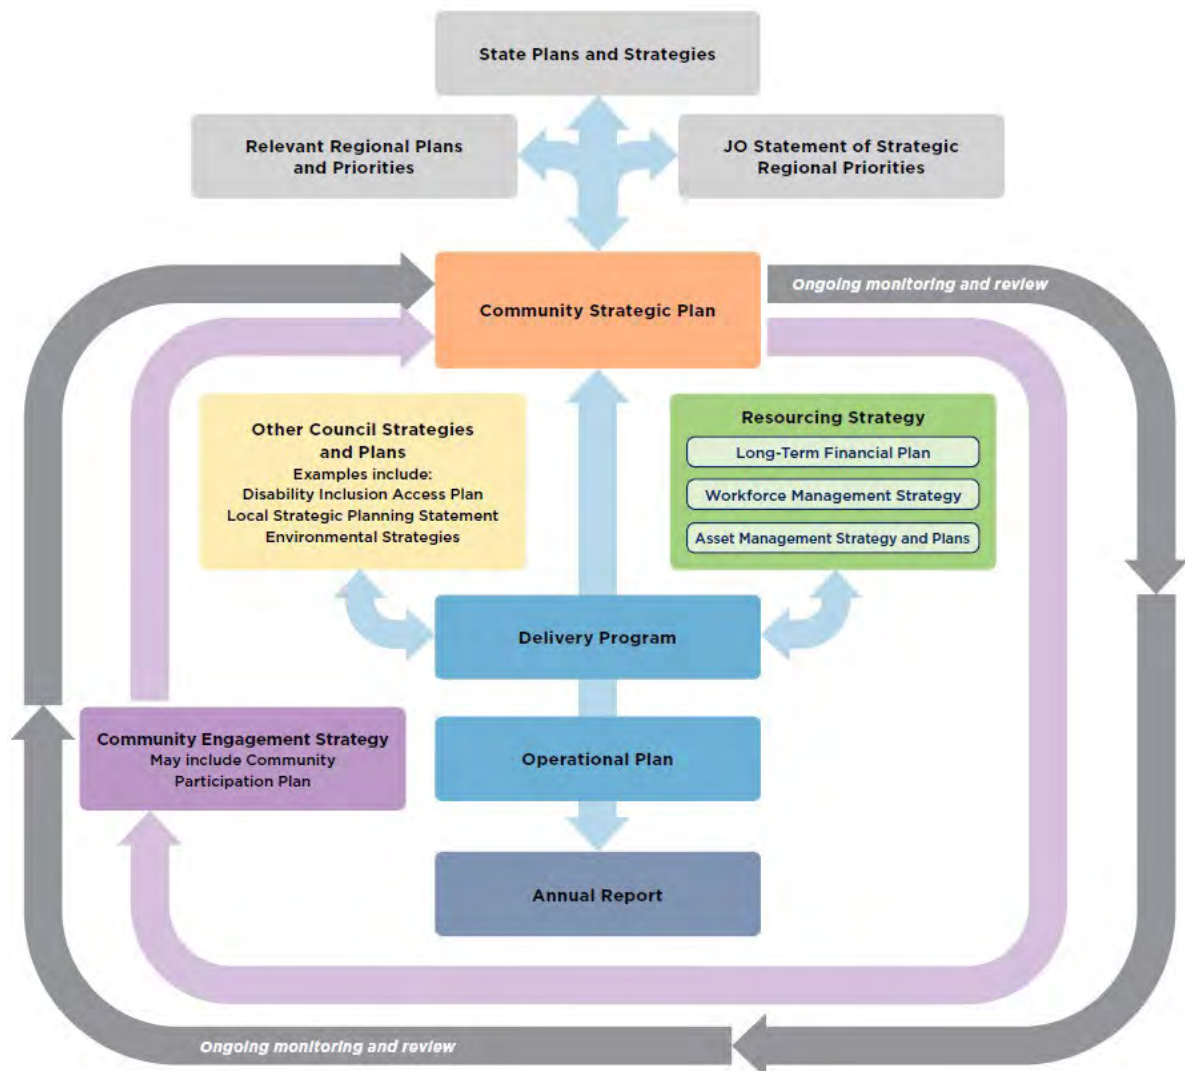 State Plans and Strategies
Relevant Regional Plans
and Priorities
JO Statement of Strategic
Regional Priorities
Community Strategic Plan
Ongoing monitoring and review
Other Council Strategies
and Plans
Examples include:
Disability Inclusion Access Plan
Local Strategic Planning Statement
Environmental Strategies
Resourcing Strategy
Long-Term Financial Plan
Workforce Management Strategy
Asset Management Strategy and Plans
Delivery Program
Community Engagement Strategy
May include Community
Participation Plan
Operational Plan
Annual Report
Ongoing monitoring and review